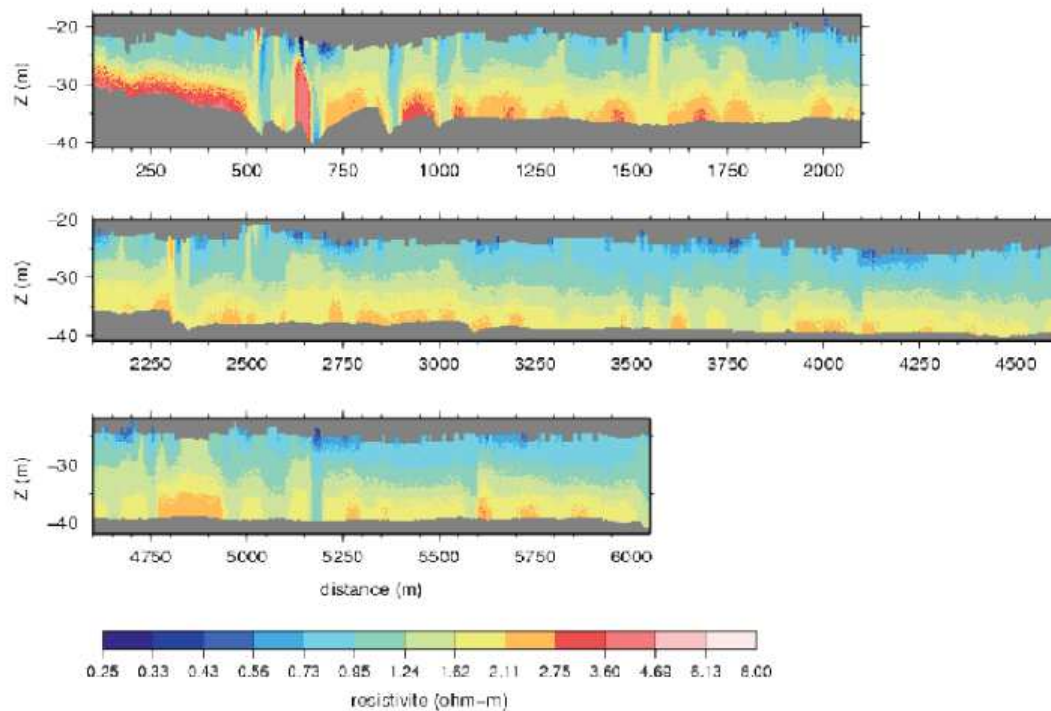 −20
−30
−40
Z (m)
250 500 750 1000 1250 1500 1750 2000
−20
−30
−40
Z (m)
2250 2500 2750 3000 3250 3500 3750 4000 4250 4500
−30
−40
Z (m)
4750 5000 5250 5500 5750 6000
distance (m)
0.25 0.33 0.43 0.55 0.73 0.95 1.24 1.62 2.11 2.75 3.60 4.69 6.13 8.00
resistivite (ohm−m)